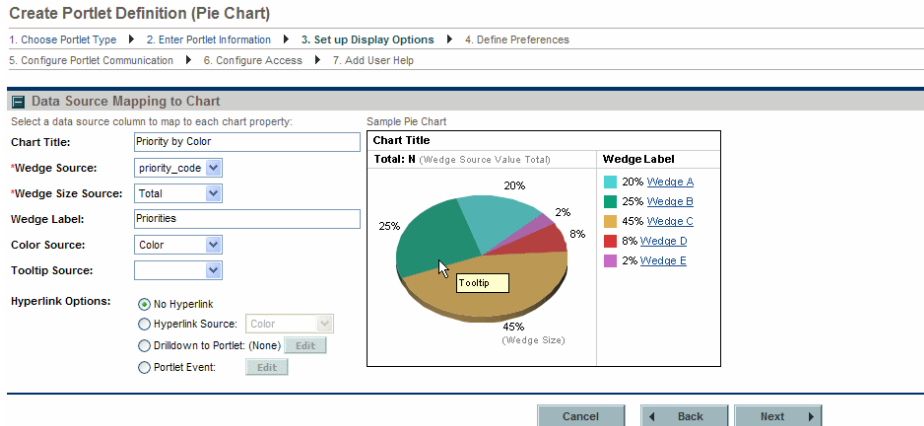 Create Portlet Definition (Pie Chart)
1. Choose Portlet Type 2. Enter Portlet Information 3. Set up Display Options 4. Define Preferences
5. Configure Portlet Communication 6. Configure Access 7. Add User Help
Data Source Mapping to Chart
Select a data source column to map to each chart property:
Chart Title: Priority by Color
*Wedge Source: priority_code
*Wedge Size Source: Total
Wedge Label: Priorities
Color Source: Color
Tooltip Source:
Hyperlink Options: No Hyperlink
Hyperlink Source: Color
Drilldown to Portlet: (None) Edit
Portlet Event: Edit
Sample Pie Chart
Chart Title
Total: N (Wedge Source Value Total)
20%
2%
25%
8%
Tooltip
45%
(Wedge Size)
Wedge Label
20% Wedge A
25% Wedge B
45% Wedge C
8% Wedge D
2% Wedge E
Cancel Back Next